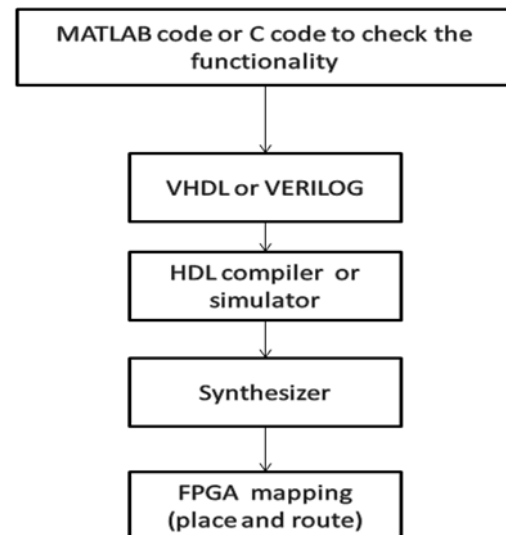 MATLAB code or C code to check the
functionality
VHDL or VERILOG
HDL compiler or
simulator
Synthesizer
FPGA mapping
(place and route)